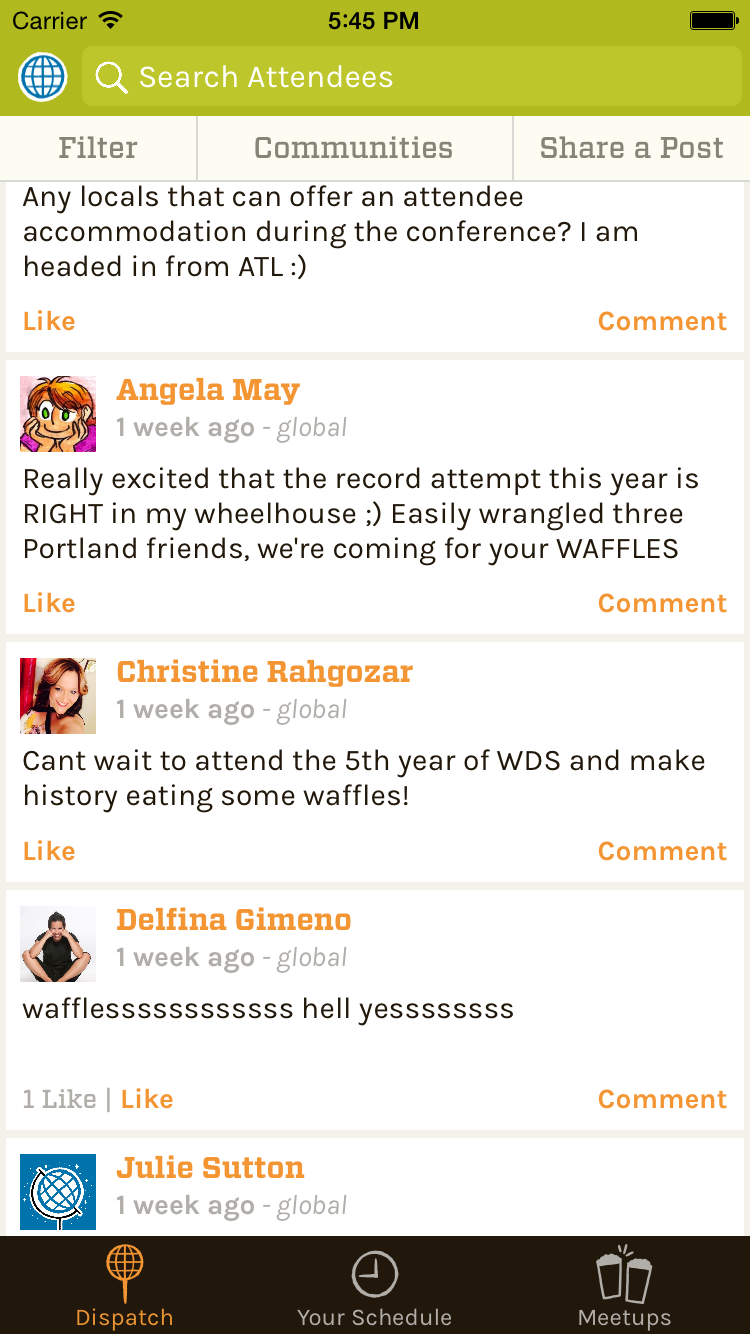 Carrier 5:45 PM
Search Attendees
Filter Communities Share a Post
Any locals that can offer an attendee
accommodation during the conference? I am
headed in from ATL :)
Like Comment
Angela May
1 week ago - global
Really excited that the record attempt this year is
RIGHT in my wheelhouse ;) Easily wrangled three
Portland friends, we're coming for your WAFFLES
Like Comment
Christine Rahgozar
1 week ago - global
Cant wait to attend the 5th year of WDS and make
history eating some waffles!
Like Comment
Delfina Gimeno
1 week ago - global
wafflesssssssssssss hell yessssssss
1 Like | Like Comment
Julie Sutton
1 week ago - global
Dispatch Your Schedule Meetups